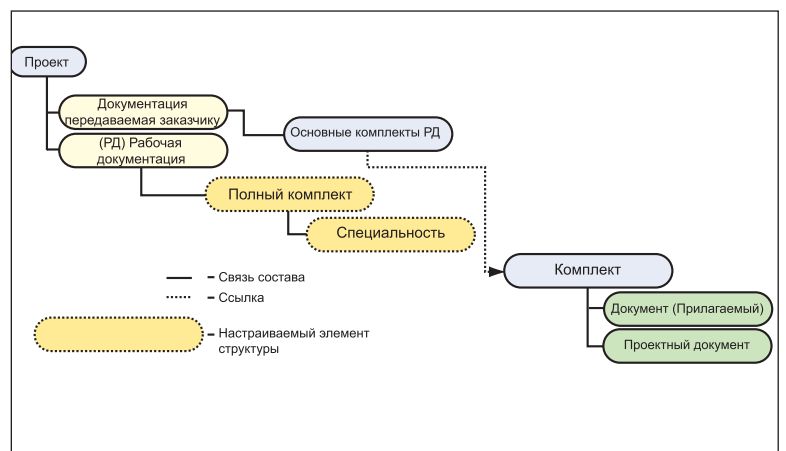 Проект
Документация
передаваемая заказчику
Основные комплекты РД
(РД) Рабочая
документация
Полный комплект
Специальность
Комплект
Документ (Прилагаемый)
Проектный документ
– Связь состава
– Ссылка
– Настраиваемый элемент
структуры